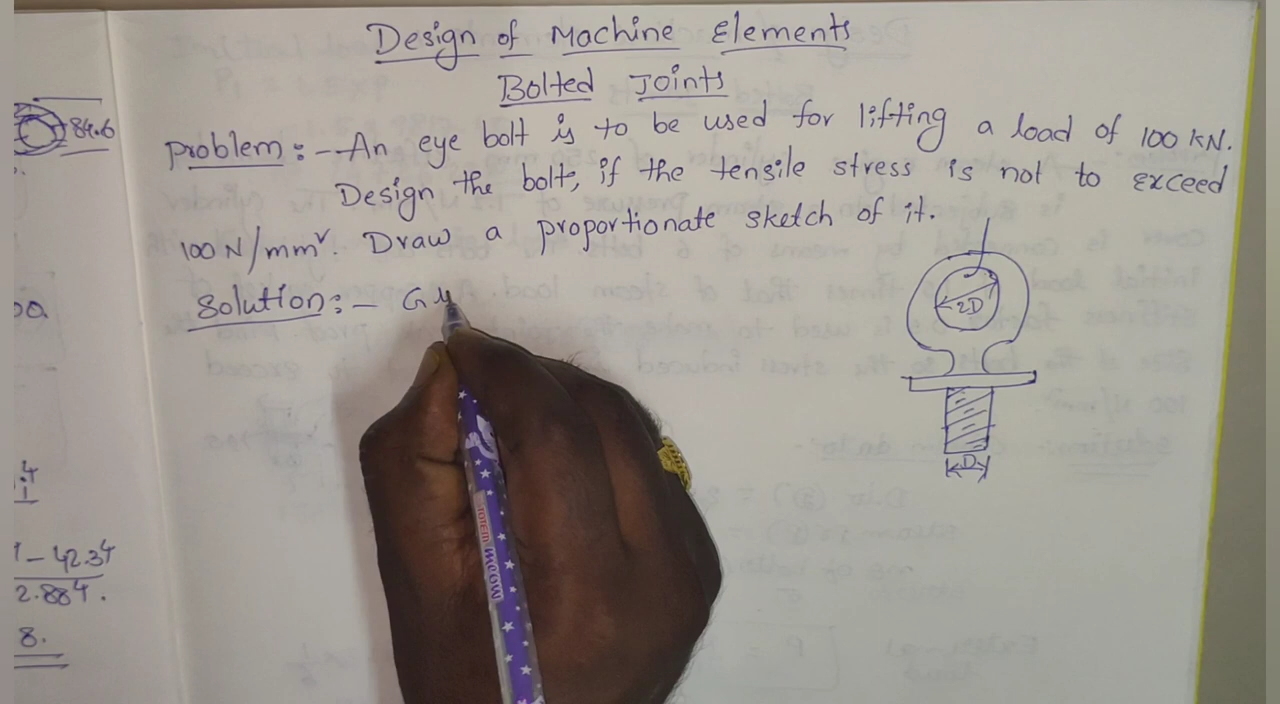 Design of Machine Elements
Bolted Joints
Problem:- An eye bolt is to be used for lifting a load of 100 KN.
Design the bolt, if the tensile stress is not to exceed
100 N/mm². Draw a proportionate sketch of it.
Solution:-
2D
D
84.6
- 42.34
2.884.
8.
TOTEM MEOW